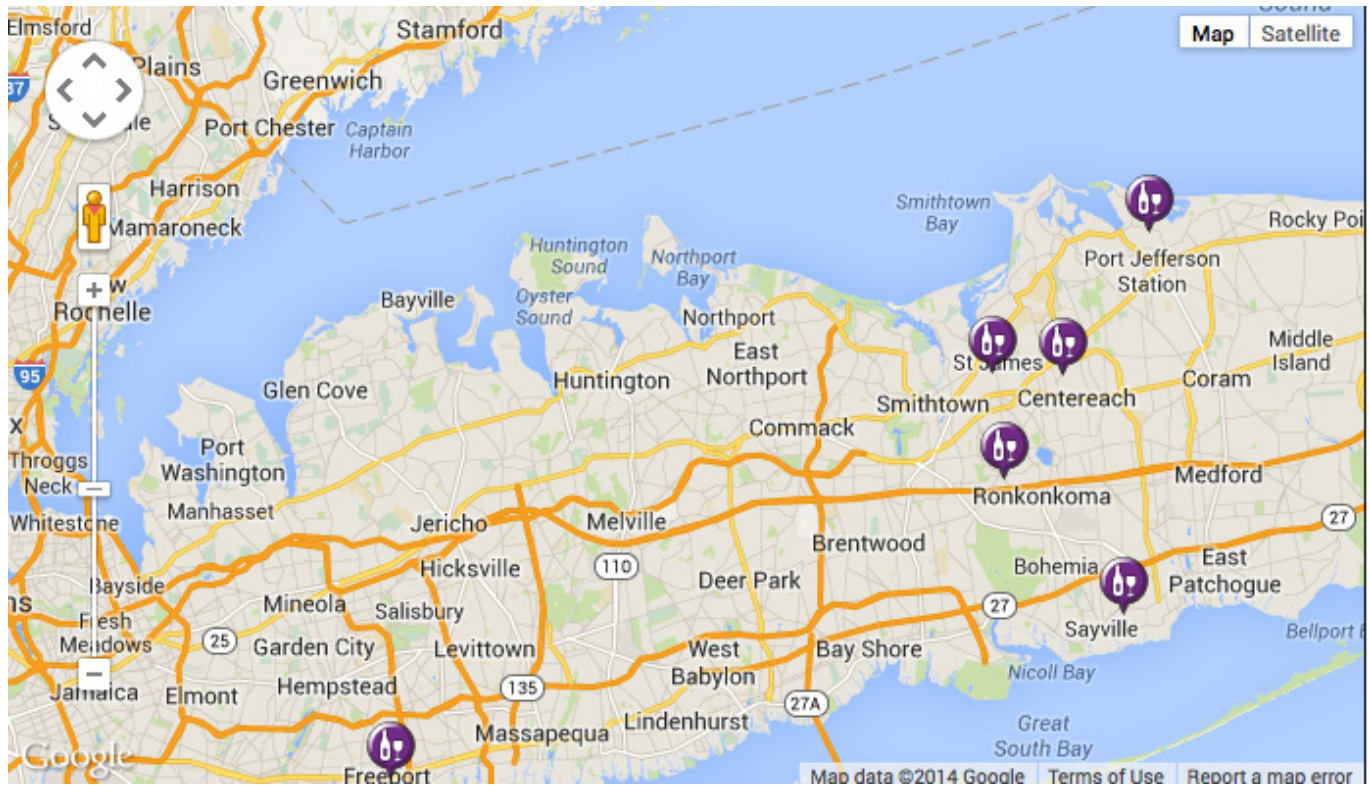 Sound
Elmsford
Stamford
Map
Satellite
Plains
Greenwich
87
Port Chester
Captain
Harbor
Harrison
Mamaroneck
Smithtown
Bay
Rocky Poi
Huntington
Sound
Northport
Bay
Port Jefferson
Station
Bayville
Oyster
Sound
Rochelle
Northport
East
Northport
Middle
Island
St James
95
Glen Cove
Huntington
Coram
Smithtown
Centereach
Port
Washington
Commack
Throggs
Neck
Medford
Ronkonkoma
Manhasset
Whitestone
Jericho
Melville
27
Brentwood
Hicksville
110
Bohemia
East
Patchogue
Deer Park
Bayside
Mineola
Salisbury
27
Fresh
Meadows
25
Garden City
Levittown
West
Babylon
Bay Shore
Sayville
Bellport
Nicoll Bay
Jamaica
Elmont
Hempstead
135
27A
Massapequa
Lindenhurst
Great
South Bay
Google
Freeport
Map data ©2014 Google
Terms of Use
Report a map error